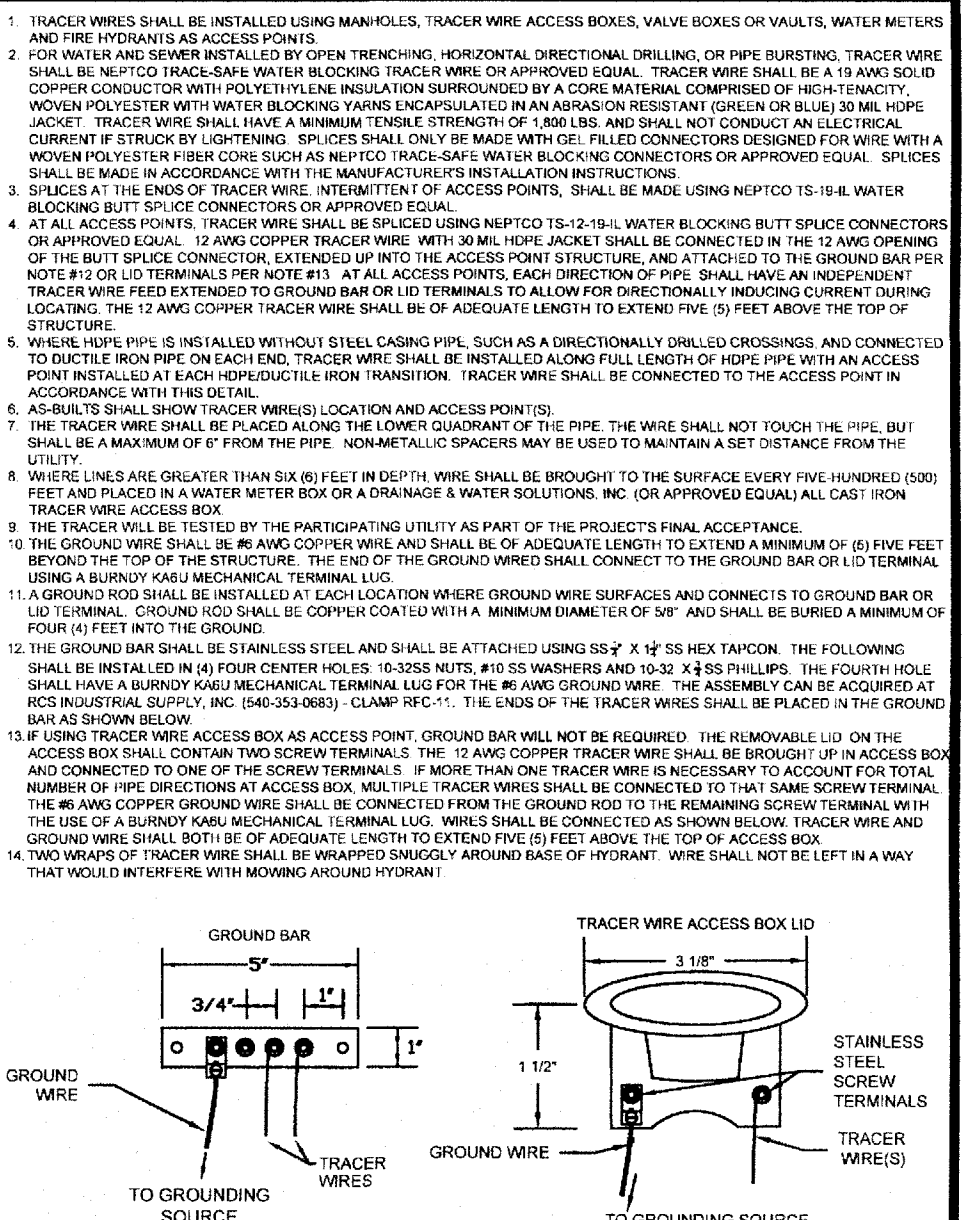 1. TRACER WIRES SHALL BE INSTALLED USING MANHOLES, TRACER WIRE ACCESS BOXES, VALVE BOXES OR VAULTS, WATER METERS
AND FIRE HYDRANTS AS ACCESS POINTS.
2. FOR WATER AND SEWER INSTALLED BY OPEN TRENCHING, HORIZONTAL DIRECTIONAL DRILLING, OR PIPE BURSTING, TRACER WIRE
SHALL BE NEPTCO TRACE-SAFE WATER BLOCKING TRACER WIRE OR APPROVED EQUAL. TRACER WIRE SHALL BE A 19 AWG SOLID
COPPER CONDUCTOR WITH POLYETHYLENE INSULATION SURROUNDED BY A CORE MATERIAL COMPRISED OF HIGH-TENACITY,
WOVEN POLYESTER WITH WATER BLOCKING YARNS ENCAPSULATED IN AN ABRASION RESISTANT (GREEN OR BLUE) 30 MIL HDPE
JACKET. TRACER WIRE SHALL HAVE A MINIMUM TENSILE STRENGTH OF 1,800 LBS. AND SHALL NOT CONDUCT AN ELECTRICAL
CURRENT IF STRUCK BY LIGHTENING. SPLICES SHALL ONLY BE MADE WITH GEL FILLED CONNECTORS DESIGNED FOR WIRE WITH A
WOVEN POLYESTER FIBER CORE SUCH AS NEPTCO TRACE-SAFE WATER BLOCKING CONNECTORS OR APPROVED EQUAL. SPLICES
SHALL BE MADE IN ACCORDANCE WITH THE MANUFACTURER'S INSTALLATION INSTRUCTIONS.
3. SPLICES AT THE ENDS OF TRACER WIRE, INTERMITTENT OF ACCESS POINTS, SHALL BE MADE USING NEPTCO TS-19-IL WATER
BLOCKING BUTT SPLICE CONNECTORS OR APPROVED EQUAL.
4. AT ALL ACCESS POINTS, TRACER WIRE SHALL BE SPLICED USING NEPTCO TS-12-19-IL WATER BLOCKING BUTT SPLICE CONNECTORS
OR APPROVED EQUAL. 12 AWG COPPER TRACER WIRE WITH 30 MIL HDPE JACKET SHALL BE CONNECTED IN THE 12 AWG OPENING
OF THE BUTT SPLICE CONNECTOR, EXTENDED UP INTO THE ACCESS POINT STRUCTURE, AND ATTACHED TO THE GROUND BAR PER
NOTE #12 OR LID TERMINALS PER NOTE #13 AT ALL ACCESS POINTS, EACH DIRECTION OF PIPE SHALL HAVE AN INDEPENDENT
TRACER WIRE FEED EXTENDED TO GROUND BAR OR LID TERMINALS TO ALLOW FOR DIRECTIONALLY INDUCING CURRENT DURING
LOCATING. THE 12 AWG COPPER TRACER WIRE SHALL BE OF ADEQUATE LENGTH TO EXTEND FIVE (5) FEET ABOVE THE TOP OF
STRUCTURE.
5. WHERE HDPE PIPE IS INSTALLED WITHOUT STEEL CASING PIPE, SUCH AS A DIRECTIONALLY DRILLED CROSSINGS, AND CONNECTED
TO DUCTILE IRON PIPE ON EACH END, TRACER WIRE SHALL BE INSTALLED ALONG FULL LENGTH OF HDPE PIPE WITH AN ACCESS
POINT INSTALLED AT EACH HDPE/DUCTILE IRON TRANSITION. TRACER WIRE SHALL BE CONNECTED TO THE ACCESS POINT IN
ACCORDANCE WITH THIS DETAIL.
6. AS-BUILTS SHALL SHOW TRACER WIRE(S) LOCATION AND ACCESS POINT(S).
7. THE TRACER WIRE SHALL BE PLACED ALONG THE LOWER QUADRANT OF THE PIPE. THE WIRE SHALL NOT TOUCH THE PIPE, BUT
SHALL BE A MAXIMUM OF 6" FROM THE PIPE. NON-METALLIC SPACERS MAY BE USED TO MAINTAIN A SET DISTANCE FROM THE
UTILITY.
8. WHERE LINES ARE GREATER THAN SIX (6) FEET IN DEPTH, WIRE SHALL BE BROUGHT TO THE SURFACE EVERY FIVE-HUNDRED (500)
FEET AND PLACED IN A WATER METER BOX OR A DRAINAGE & WATER SOLUTIONS, INC. (OR APPROVED EQUAL) ALL CAST IRON
TRACER WIRE ACCESS BOX.
9. THE TRACER WILL BE TESTED BY THE PARTICIPATING UTILITY AS PART OF THE PROJECT'S FINAL ACCEPTANCE.
10. THE GROUND WIRE SHALL BE #6 AWG COPPER WIRE AND SHALL BE OF ADEQUATE LENGTH TO EXTEND A MINIMUM OF (5) FIVE FEET
BEYOND THE TOP OF THE STRUCTURE. THE END OF THE GROUND WIRED SHALL CONNECT TO THE GROUND BAR OR LID TERMINAL
USING A BURNDY KA6U MECHANICAL TERMINAL LUG.
11. A GROUND ROD SHALL BE INSTALLED AT EACH LOCATION WHERE GROUND WIRE SURFACES AND CONNECTS TO GROUND BAR OR
LID TERMINAL. GROUND ROD SHALL BE COPPER COATED WITH A MINIMUM DIAMETER OF 5/8" AND SHALL BE BURIED A MINIMUM OF
FOUR (4) FEET INTO THE GROUND.
12. THE GROUND BAR SHALL BE STAINLESS STEEL AND SHALL BE ATTACHED USING SS X SS HEX TAPCON. THE FOLLOWING
SHALL BE INSTALLED IN (4) FOUR CENTER HOLES: 10-32SS NUTS, #10 SS WASHERS AND 10-32 X SS PHILLIPS. THE FOURTH HOLE
SHALL HAVE A BURNDY KA6U MECHANICAL TERMINAL LUG FOR THE #6 AWG GROUND WIRE. THE ASSEMBLY CAN BE ACQUIRED AT
RCS INDUSTRIAL SUPPLY, INC. (540-353-0683) - CLAMP RFC-11. THE ENDS OF THE TRACER WIRES SHALL BE PLACED IN THE GROUND
BAR AS SHOWN BELOW.
13. IF USING TRACER WIRE ACCESS BOX AS ACCESS POINT, GROUND BAR WILL NOT BE REQUIRED. THE REMOVABLE LID ON THE
ACCESS BOX SHALL CONTAIN TWO SCREW TERMINALS. THE 12 AWG COPPER TRACER WIRE SHALL BE BROUGHT UP IN ACCESS BOX
AND CONNECTED TO ONE OF THE SCREW TERMINALS. IF MORE THAN ONE TRACER WIRE IS NECESSARY TO ACCOUNT FOR TOTAL
NUMBER OF PIPE DIRECTIONS AT ACCESS BOX, MULTIPLE TRACER WIRES SHALL BE CONNECTED TO THAT SAME SCREW TERMINAL.
THE #6 AWG COPPER GROUND WIRE SHALL BE CONNECTED FROM THE GROUND ROD TO THE REMAINING SCREW TERMINAL WITH
THE USE OF A BURNDY KA6U MECHANICAL TERMINAL LUG. WIRES SHALL BE CONNECTED AS SHOWN BELOW. TRACER WIRE AND
GROUND WIRE SHALL BOTH BE OF ADEQUATE LENGTH TO EXTEND FIVE (5) FEET ABOVE THE TOP OF ACCESS BOX.
14. TWO WRAPS OF TRACER WIRE SHALL BE WRAPPED SNUGGLY AROUND BASE OF HYDRANT. WIRE SHALL NOT BE LEFT IN A WAY
THAT WOULD INTERFERE WITH MOWING AROUND HYDRANT.
GROUND BAR
5"
3/4"
1"
1"
GROUND
WIRE
TRACER
WIRES
TO GROUNDING
SOURCE
TRACER WIRE ACCESS BOX LID
3 1/8"
1 1/2"
STAINLESS
STEEL
SCREW
TERMINALS
GROUND WIRE
TRACER
WIRE(S)
TO GROUNDING SOURCE